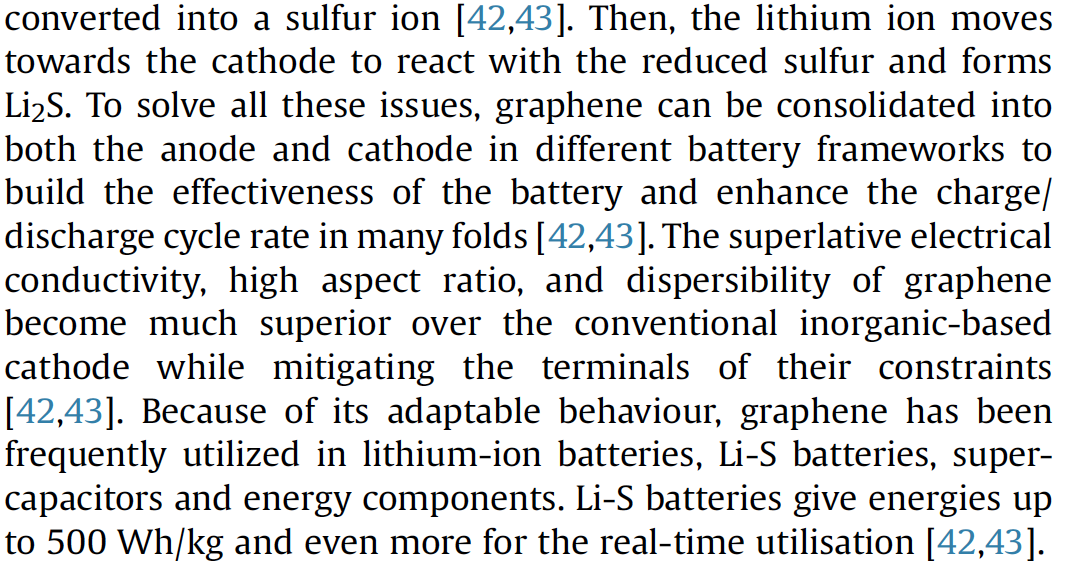 converted into a sulfur ion [42,43]. Then, the lithium ion moves
towards the cathode to react with the reduced sulfur and forms
Li2S. To solve all these issues, graphene can be consolidated into
both the anode and cathode in different battery frameworks to
build the effectiveness of the battery and enhance the charge/
discharge cycle rate in many folds [42,43]. The superlative electrical
conductivity, high aspect ratio, and dispersibility of graphene
become much superior over the conventional inorganic-based
cathode while mitigating the terminals of their constraints
[42,43]. Because of its adaptable behaviour, graphene has been
frequently utilized in lithium-ion batteries, Li-S batteries, super-
capacitors and energy components. Li-S batteries give energies up
to 500 Wh/kg and even more for the real-time utilisation [42,43].